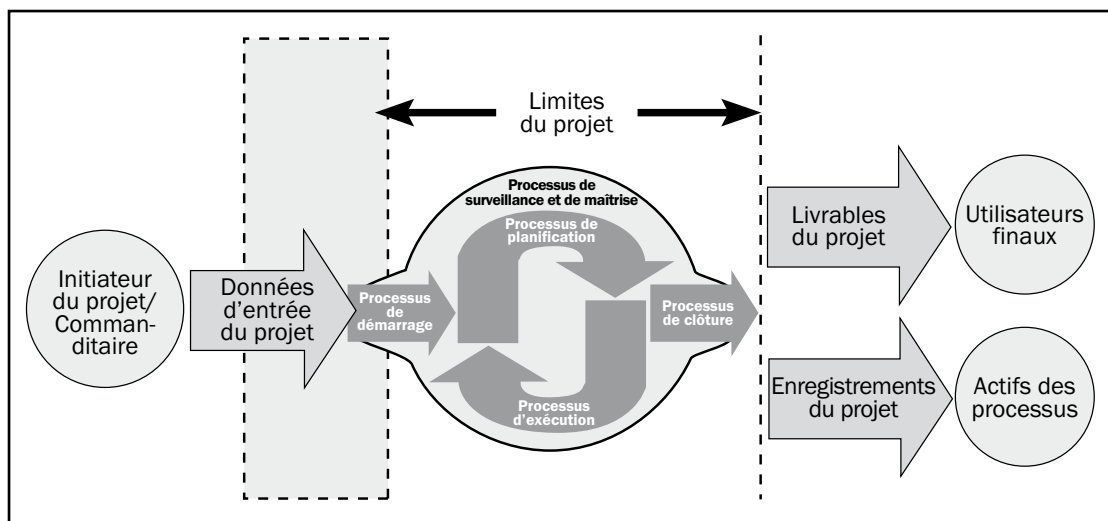 Limites
du projet
Processus de
surveillance et de maîtrise
Processus de
planification
Initiateur
du projet/
Comman-
ditaire
Données
d'entrée
du projet
Processus
de
démarrage
Processus
de clôture
Processus
d'exécution
Livrables
du projet
Utilisateurs
finaux
Enregistrements
du projet
Actifs des
processus